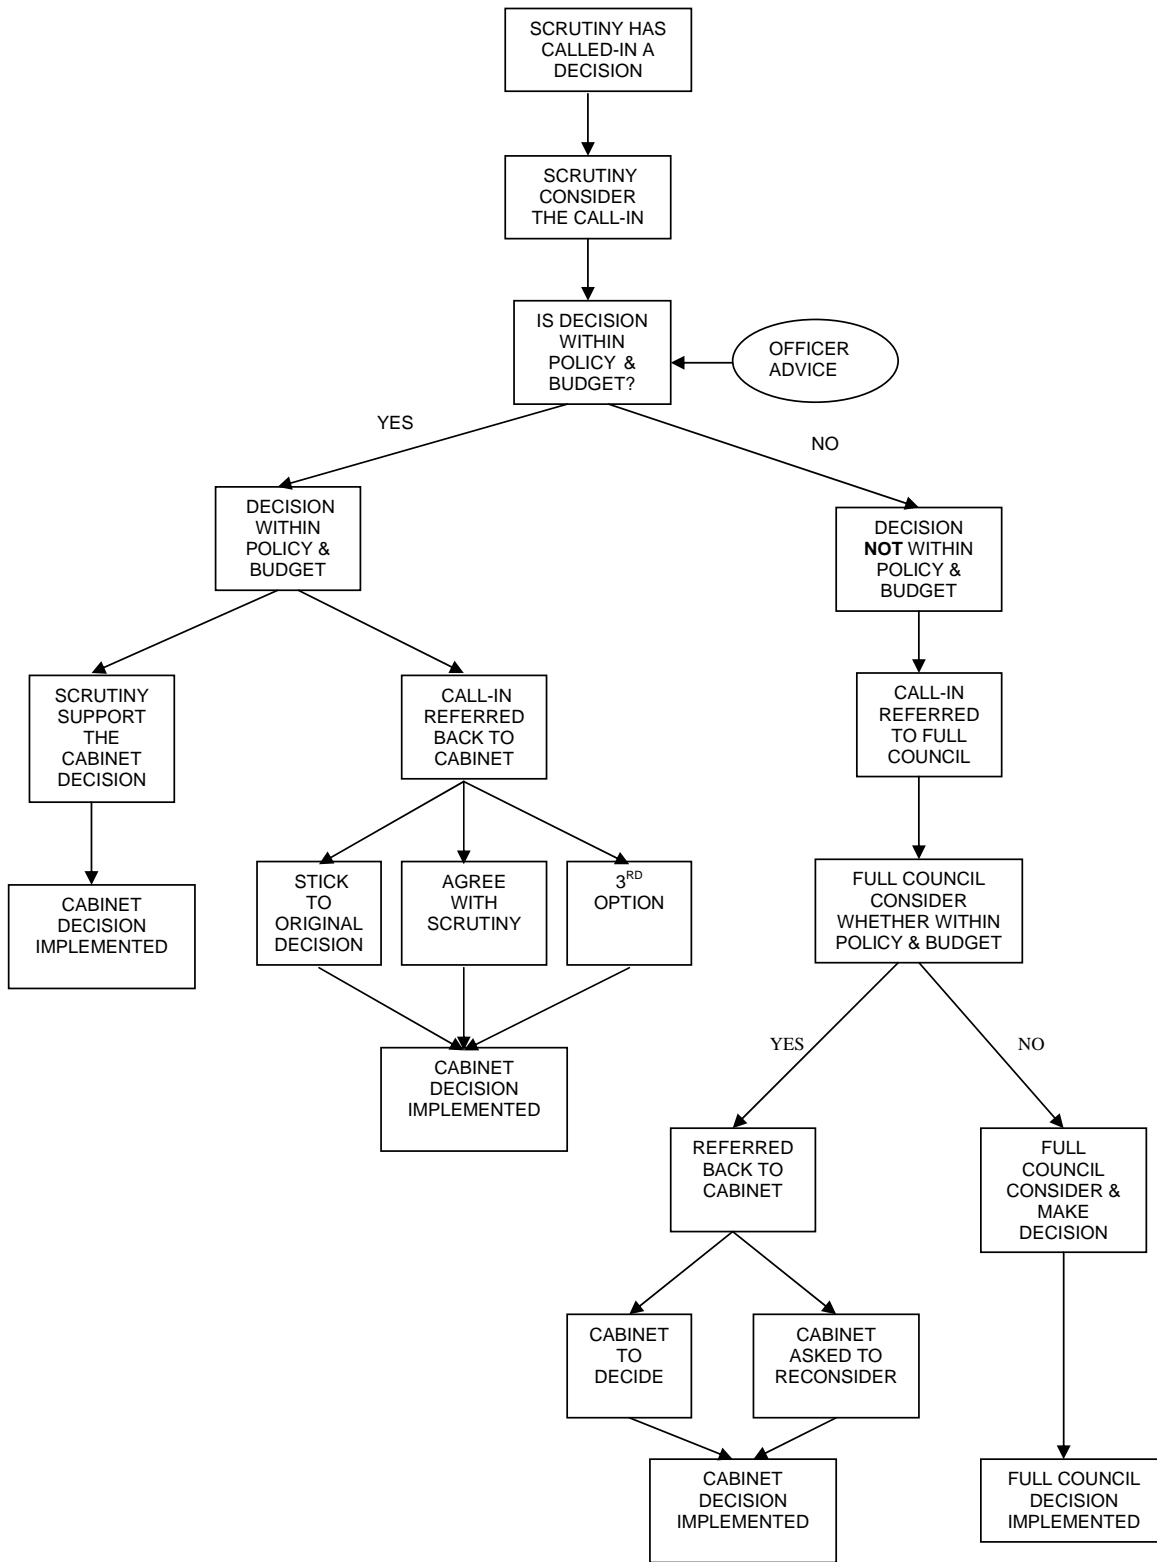 SCRUTINY HAS
CALLED-IN A
DECISION
SCRUTINY
CONSIDER
THE CALL-IN
IS DECISION
WITHIN
POLICY &
BUDGET?
OFFICER
ADVICE
YES
NO
DECISION
WITHIN
POLICY &
BUDGET
DECISION
NOT WITHIN
POLICY &
BUDGET
SCRUTINY
SUPPORT
THE
CABINET
DECISION
CALL-IN
REFERRED
BACK TO
CABINET
CALL-IN
REFERRED
TO FULL
COUNCIL
CABINET
DECISION
IMPLEMENTED
STICK
TO
ORIGINAL
DECISION
AGREE
WITH
SCRUTINY
3RD
OPTION
FULL COUNCIL
CONSIDER
WHETHER WITHIN
POLICY & BUDGET
CABINET
DECISION
IMPLEMENTED
YES
NO
REFERRED
BACK TO
CABINET
FULL
COUNCIL
CONSIDER &
MAKE
DECISION
CABINET
TO
DECIDE
CABINET
ASKED TO
RECONSIDER
CABINET
DECISION
IMPLEMENTED
FULL COUNCIL
DECISION
IMPLEMENTED